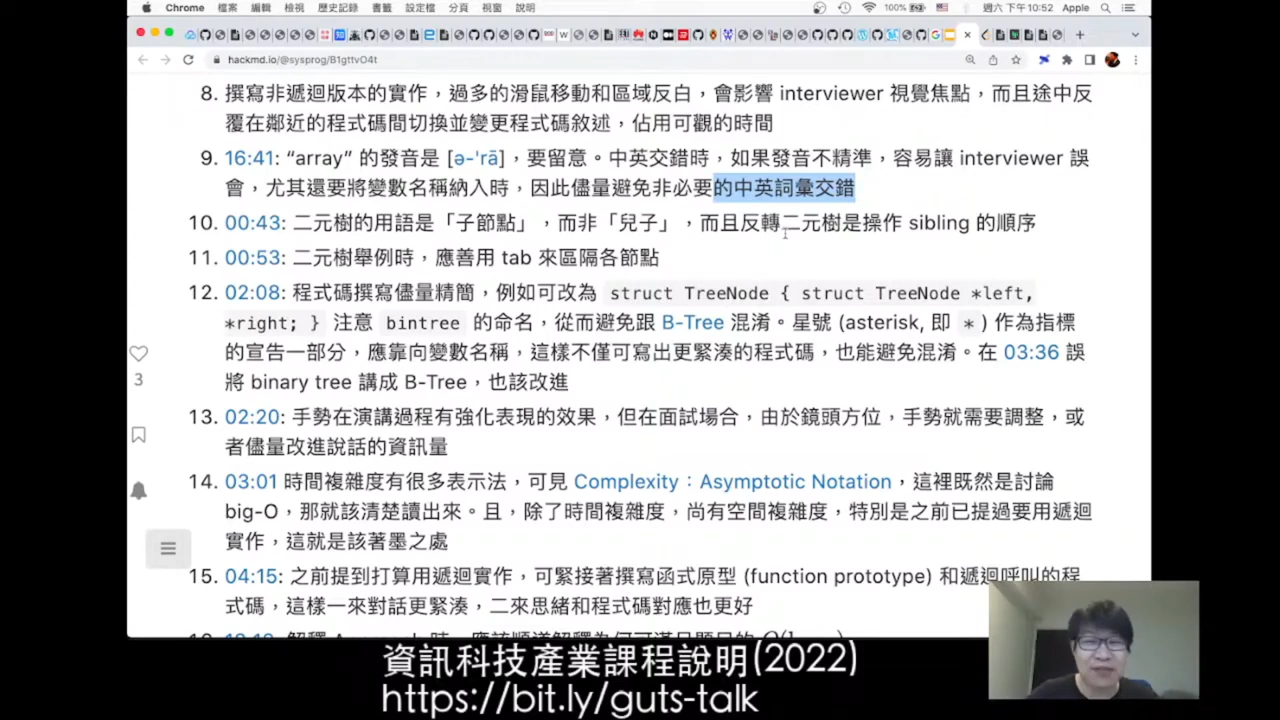 Chrome 檔案 編輯 檢視 歷史記錄 書籤 設定檔 分頁 視窗 說明 100% 週六 下午10:52 Apple
hackmd.io/@sysprog/B1gttvO4t
8. 撰寫非遞迴版本的實作，過多的滑鼠移動和區域反白，會影響 interviewer 視覺焦點，而且途中反
覆在鄰近的程式碼間切換並變更程式碼敘述，佔用可觀的時間
9. 16:41: “array” 的發音是 [ə-ˈrā]，要留意。中英交錯時，如果發音不精準，容易讓 interviewer 誤
會，尤其還要將變數名稱納入時，因此儘量避免非必要的中英詞彙交錯
10. 00:43: 二元樹的用語是「子節點」，而非「兒子」，而且反轉二元樹是操作 sibling 的順序
11. 00:53: 二元樹舉例時，應善用 tab 來區隔各節點
12. 02:08: 程式碼撰寫儘量精簡，例如可改為 struct TreeNode { struct TreeNode *left,
*right; } 注意 bintree 的命名，從而避免跟 B-Tree 混淆。星號 (asterisk, 即 * ) 作為指標
的宣告一部分，應靠向變數名稱，這樣不僅可寫出更緊湊的程式碼，也能避免混淆。在 03:36 誤
3
將 binary tree 講成 B-Tree，也該改進
13. 02:20: 手勢在演講過程有強化表現的效果，但在面試場合，由於鏡頭方位，手勢就需要調整，或
者儘量改進說話的資訊量
14. 03:01 時間複雜度有很多表示法，可見 Complexity：Asymptotic Notation，這裡既然是討論
big-O，那就該清楚讀出來。且，除了時間複雜度，尚有空間複雜度，特別是之前已提過要用遞迴
實作，這就是該著墨之處
15. 04:15: 之前提到打算用遞迴實作，可緊接著撰寫函式原型 (function prototype) 和遞迴呼叫的程
式碼，這樣一來對話更緊湊，二來思緒和程式碼對應也更好
資訊科技產業課程說明(2022)
https://bit.ly/guts-talk